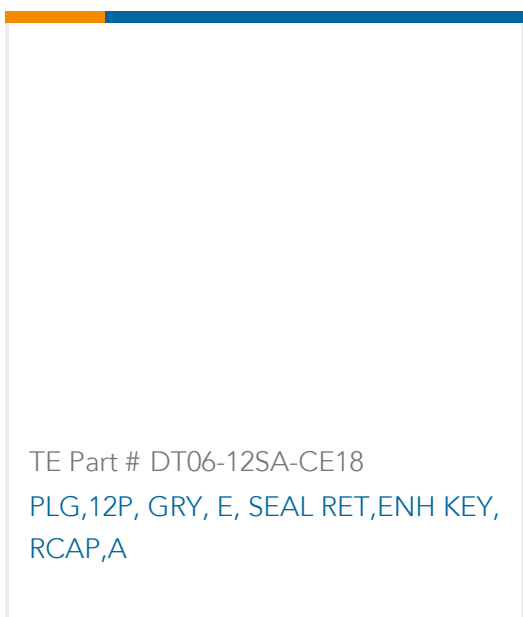 TE Part # DT06-12SA-CE18
PLG,12P, GRY, E, SEAL RET,ENH KEY,
RCAP,A